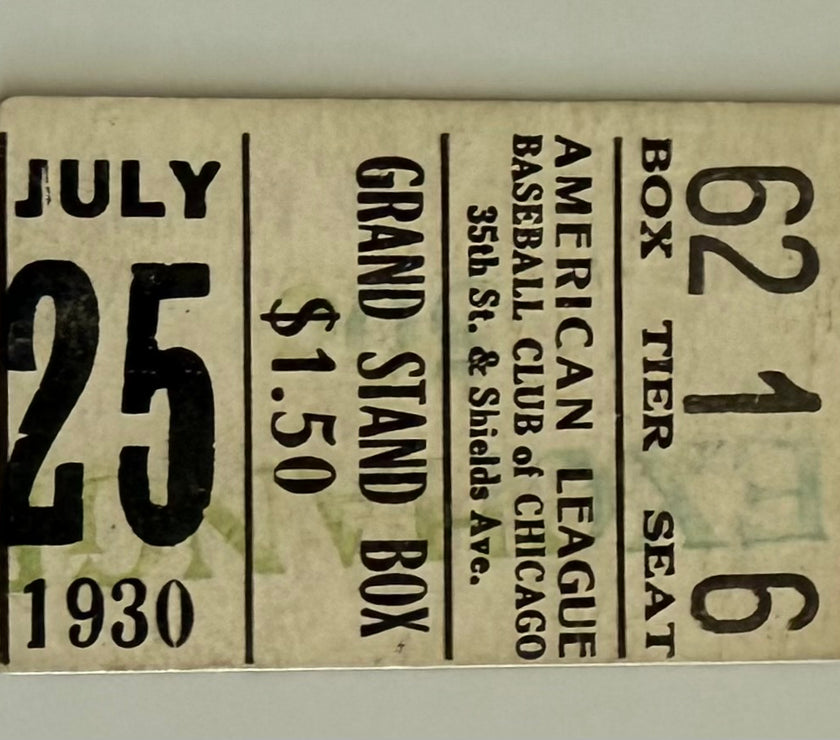 JULY
25
1930
62 1 6
BOX TIER SEAT
AMERICAN LEAGUE
BASEBALL CLUB of CHICAGO
35th St. & Shields Ave.
GRAND STAND BOX
$1.50